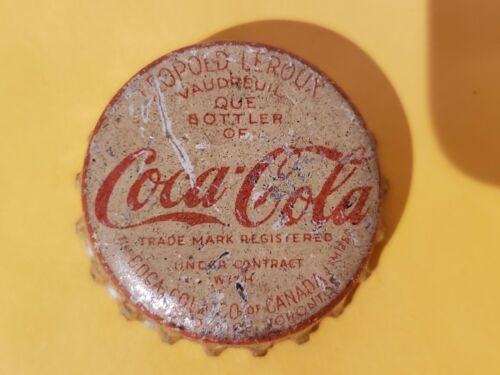 LEOPOLD LEROUX
VAUDREUIL
QUE
BOTTLER
OF
Coca-Cola
TRADE MARK REGISTERED
UNDER CONTRACT
WITH
COCA-COLA CO. OF CANADA
TORONTO